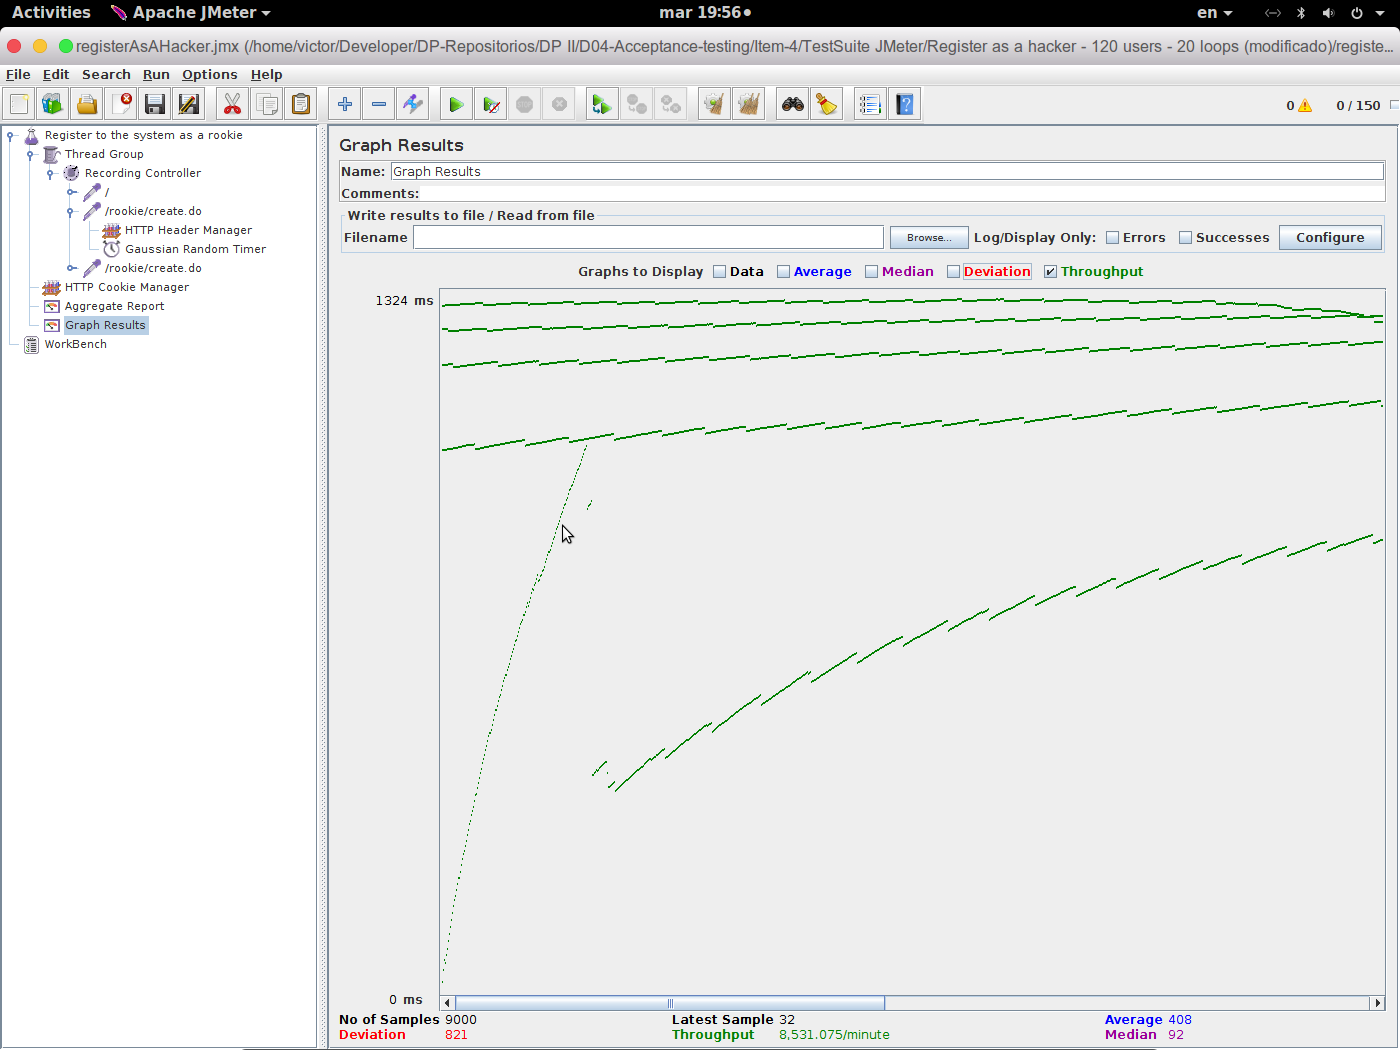 Activities Apache JMeter mar 19:56 en
registerAsAHacker.jmx (/home/victor/Developer/DP-Repositorios/DP II/D04-Acceptance-testing/Item-4/TestSuite JMeter/Register as a hacker - 120 users - 20 loops (modificado)/registe...
File Edit Search Run Options Help
0 0 / 150
Register to the system as a rookie
Thread Group
Recording Controller
/
/rookie/create.do
HTTP Header Manager
Gaussian Random Timer
/rookie/create.do
HTTP Cookie Manager
Aggregate Report
Graph Results
WorkBench
Graph Results
Name: Graph Results
Comments:
Write results to file / Read from file
Filename Browse... Log/Display Only: Errors Successes Configure
Graphs to Display Data Average Median Deviation Throughput
1324 ms
0 ms
No of Samples 9000 Latest Sample 32 Average 408
Deviation 821 Throughput 8,531.075/minute Median 92